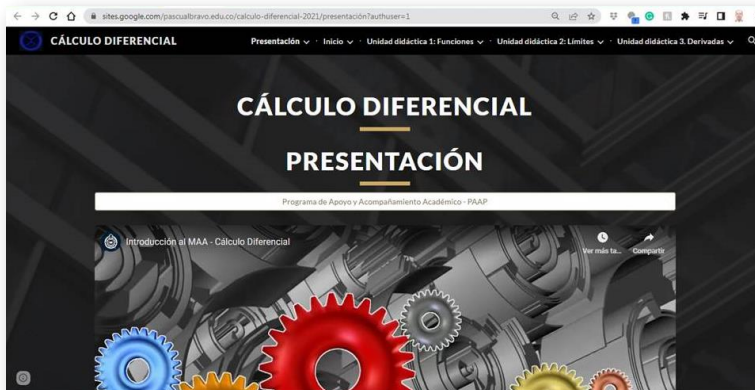 sites.google.com/pascualbravo.edu.co/calculo-diferencial-2021/presentación?authuser=1
CÁLCULO DIFERENCIAL
Presentación · Inicio · Unidad didáctica 1: Funciones · Unidad didáctica 2: Límites · Unidad didáctica 3. Derivadas
CÁLCULO DIFERENCIAL
PRESENTACIÓN
Programa de Apoyo y Acompañamiento Académico - PAAP
Introducción al MAA - Cálculo Diferencial
Ver más ta... Compartir